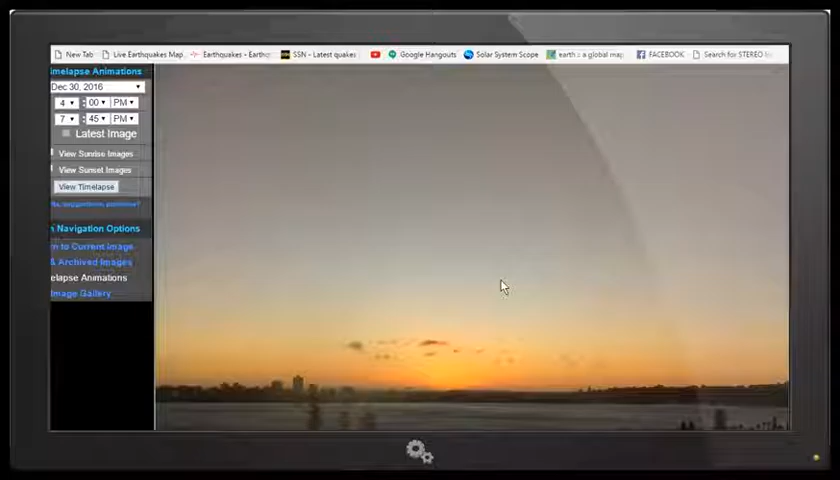 New Tab Live Earthquakes Map Earthquakes - Earthq SSN - Latest quakes Google Hangouts Solar System Scope earth :: a global map FACEBOOK Search for STEREO
imelapse Animations
Dec 30, 2016
4 : 00 PM
7 : 45 PM
Latest Image
View Sunrise Images
View Sunset Images
View Timelapse
n Navigation Options
rn to Current Image
& Archived Images
elapse Animations
Image Gallery